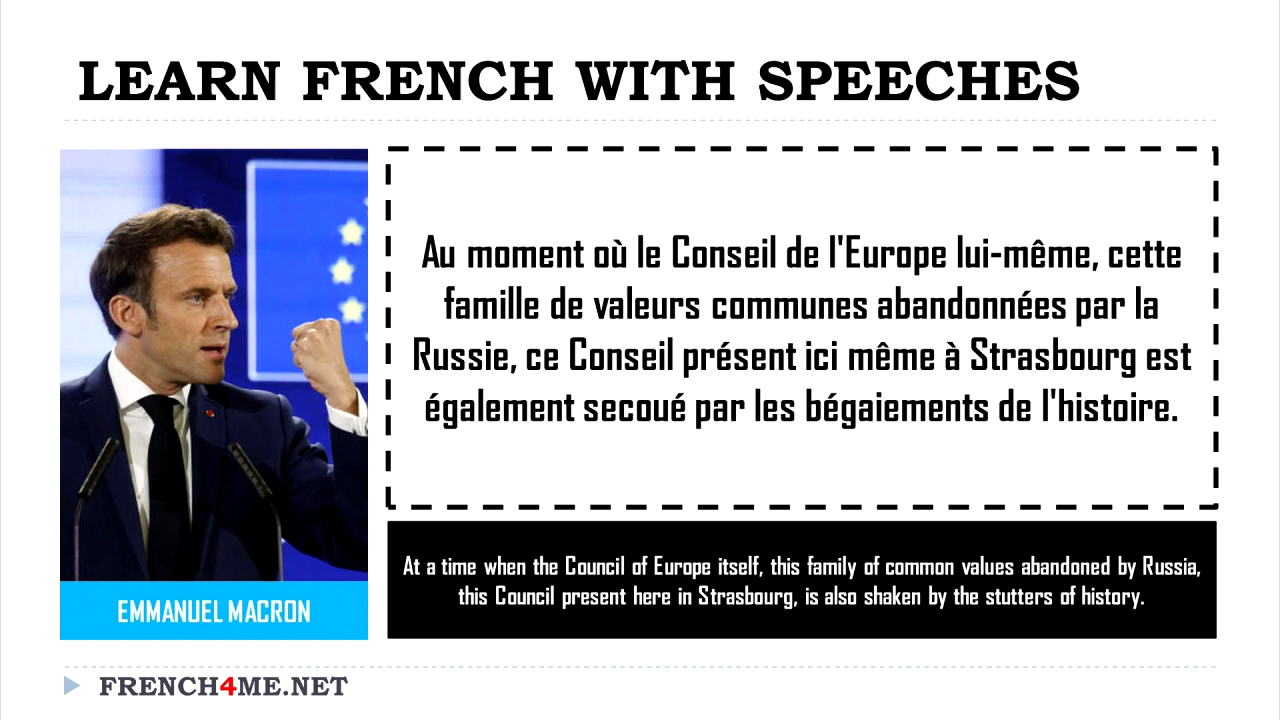 LEARN FRENCH WITH SPEECHES
Au moment où le Conseil de l'Europe lui-même, cette
famille de valeurs communes abandonnées par la
Russie, ce Conseil présent ici même à Strasbourg est
également secoué par les bégaiements de l'histoire.
At a time when the Council of Europe itself, this family of common values abandoned by Russia,
this Council present here in Strasbourg, is also shaken by the stutters of history.
EMMANUEL MACRON
FRENCH4ME.NET